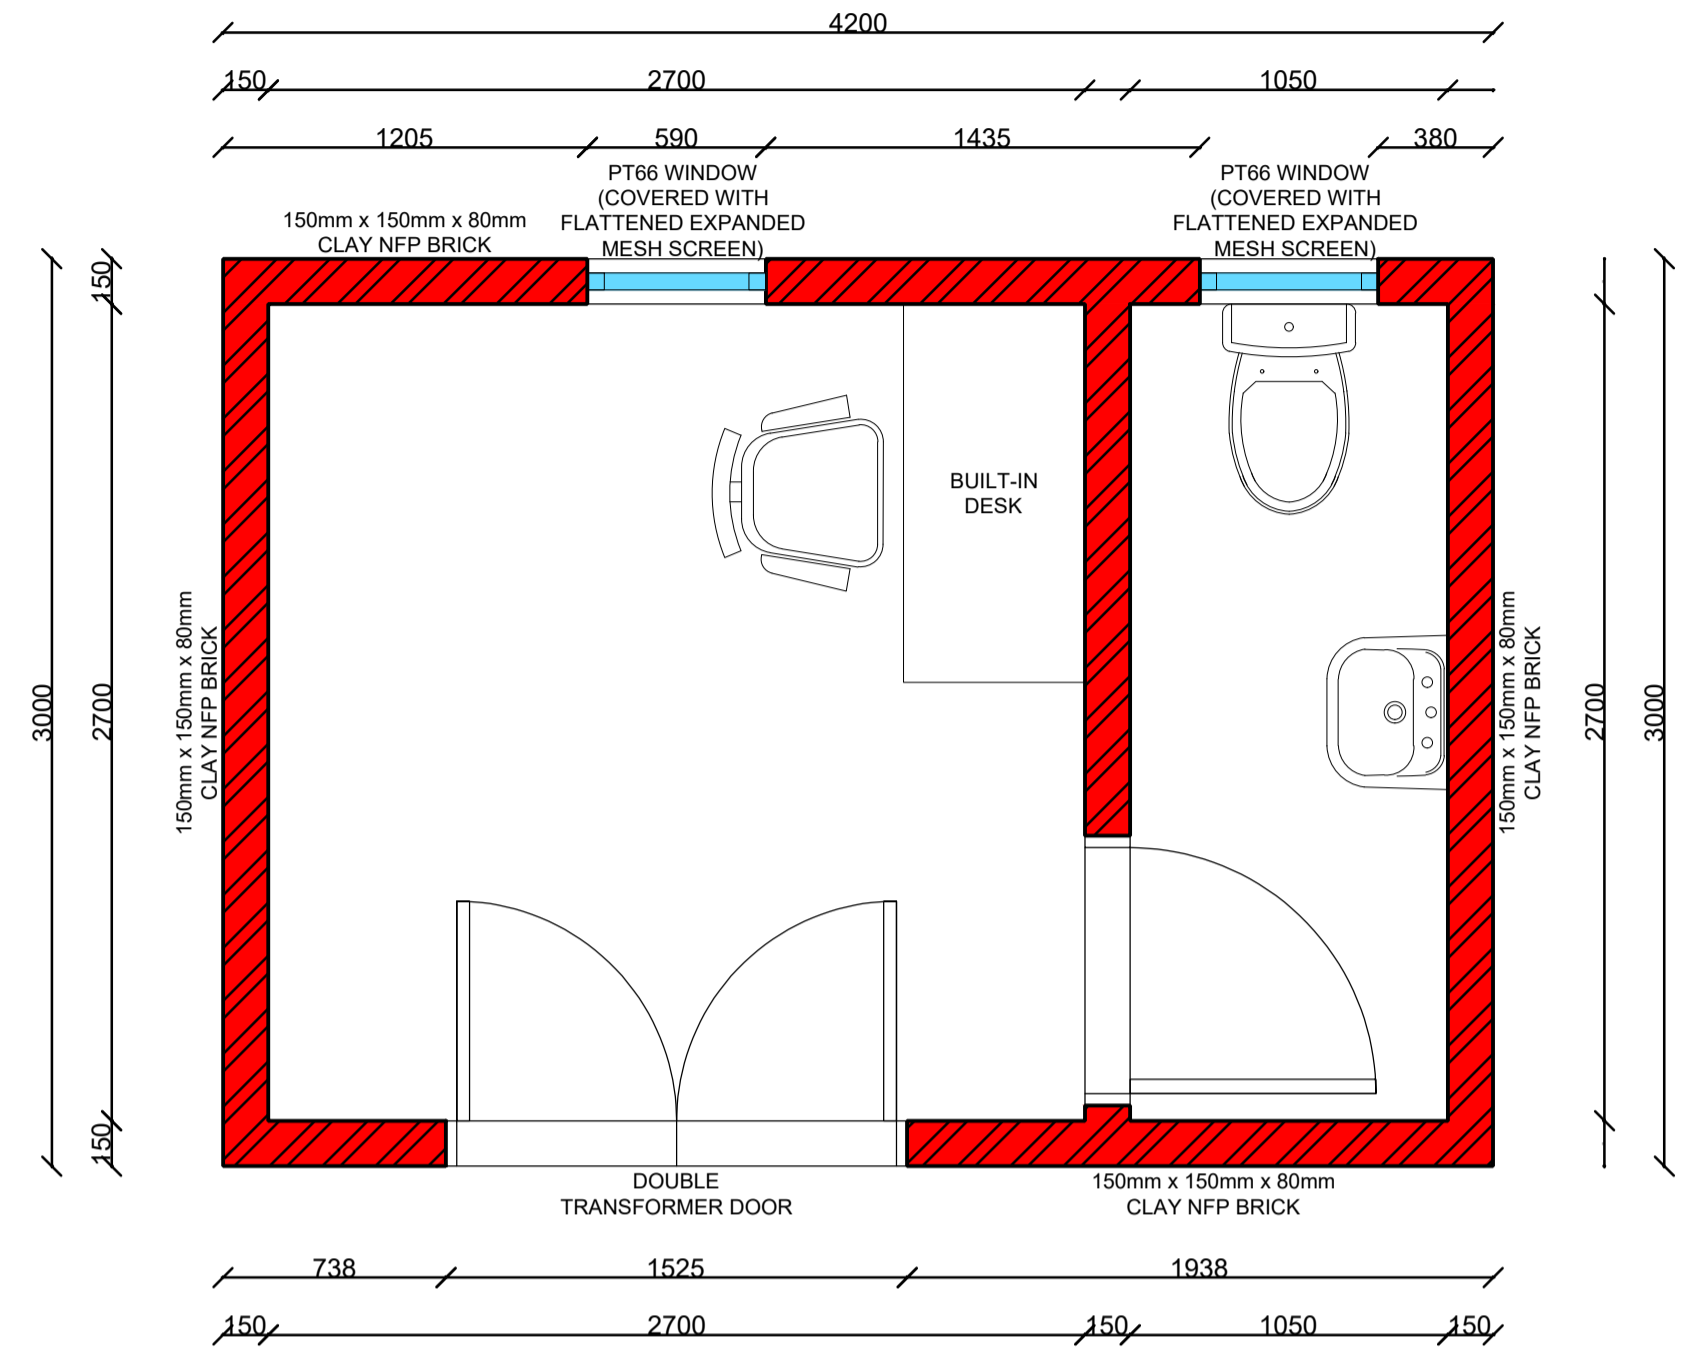 4200
150 2700 1050
1205 590 1435 380
PT66 WINDOW
(COVERED WITH
FLATTENED EXPANDED
MESH SCREEN)
PT66 WINDOW
(COVERED WITH
FLATTENED EXPANDED
MESH SCREEN)
150mm x 150mm x 80mm
CLAY NFP BRICK
150
BUILT-IN
DESK
150mm x 150mm x 80mm
CLAY NFP BRICK
150mm x 150mm x 80mm
CLAY NFP BRICK
3000
2700
2700
3000
150
DOUBLE
TRANSFORMER DOOR
150mm x 150mm x 80mm
CLAY NFP BRICK
738 1525 1938
150 2700 150 1050 150